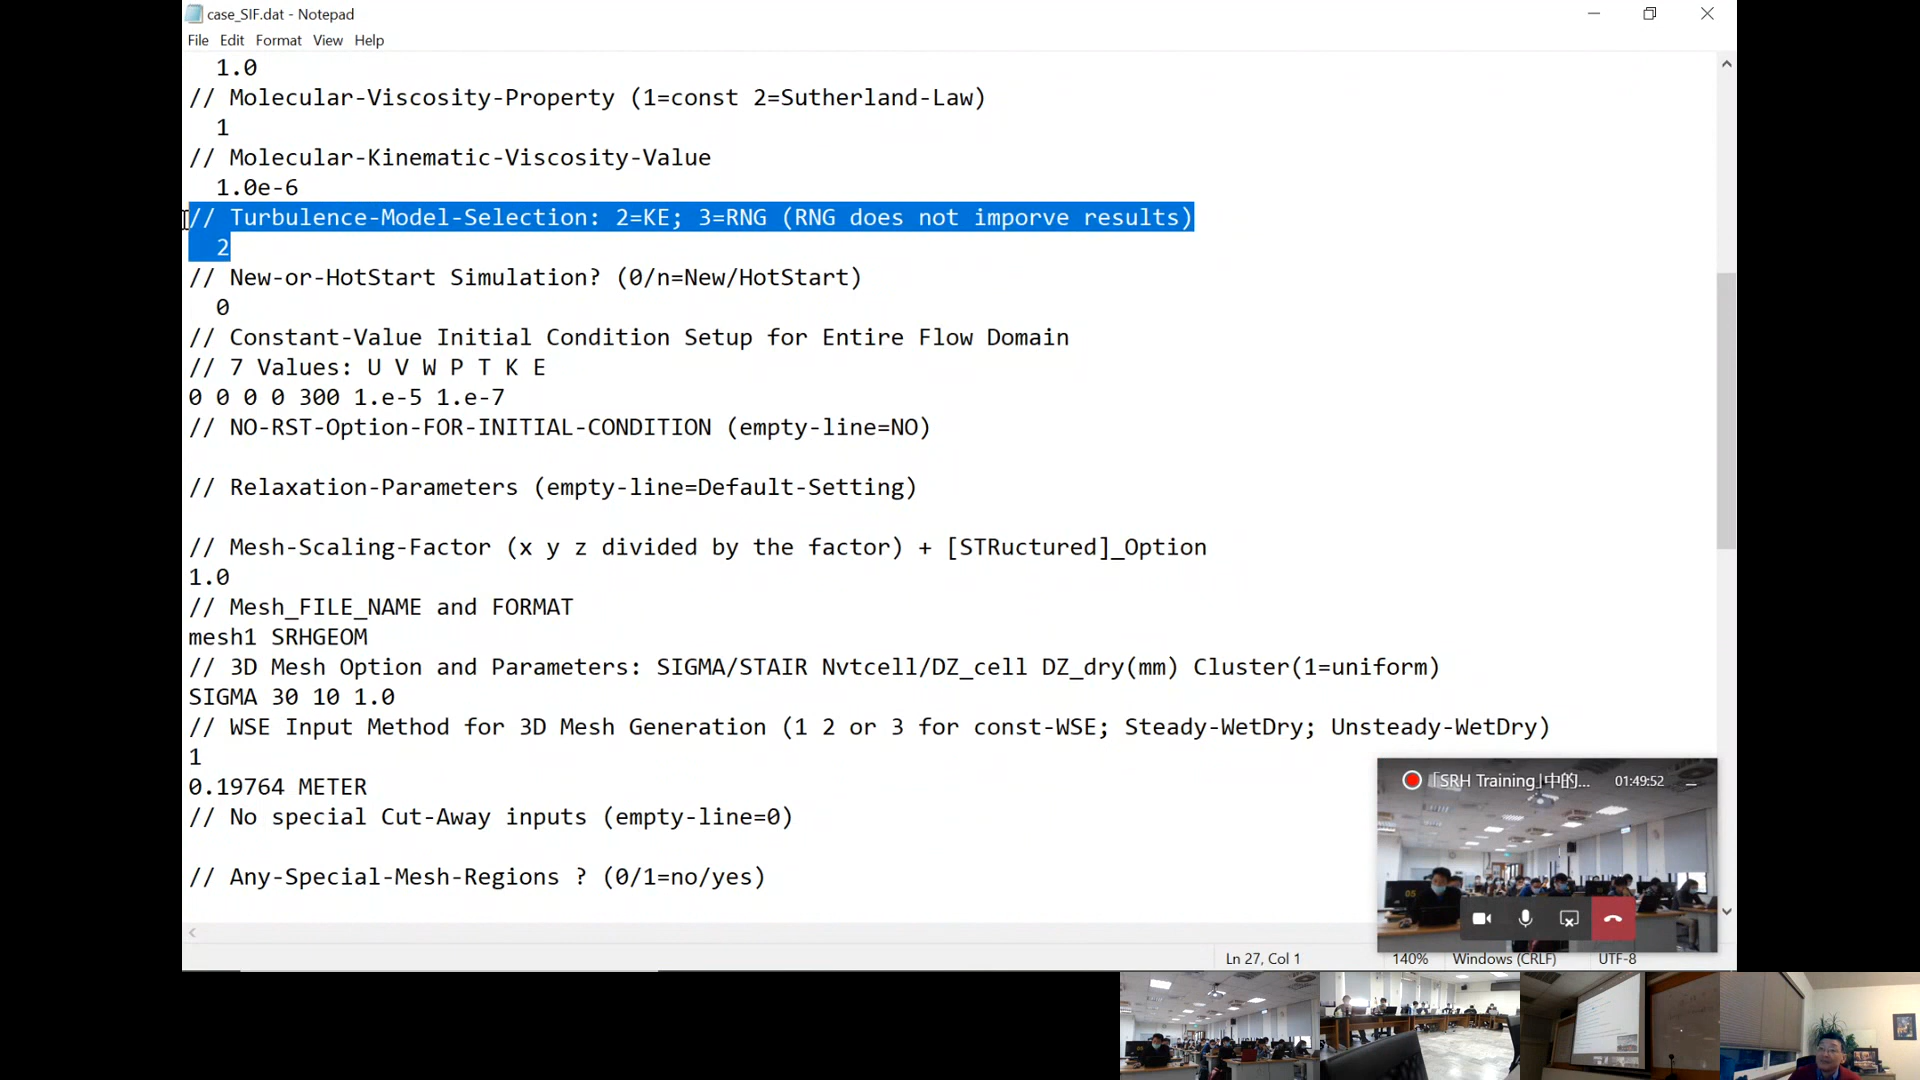 case_SIF.dat - Notepad
File Edit Format View Help
1.0
// Molecular-Viscosity-Property (1=const 2=Sutherland-Law)
1
// Molecular-Kinematic-Viscosity-Value
1.0e-6
// Turbulence-Model-Selection: 2=KE; 3=RNG (RNG does not imporve results)
2
// New-or-HotStart Simulation? (0/n=New/HotStart)
0
// Constant-Value Initial Condition Setup for Entire Flow Domain
// 7 Values: U V W P T K E
0 0 0 0 300 1.e-5 1.e-7
// NO-RST-Option-FOR-INITIAL-CONDITION (empty-line=NO)
// Relaxation-Parameters (empty-line=Default-Setting)
// Mesh-Scaling-Factor (x y z divided by the factor) + [STRuctured]_Option
1.0
// Mesh_FILE_NAME and FORMAT
mesh1 SRHGEOM
// 3D Mesh Option and Parameters: SIGMA/STAIR Nvtcell/DZ_cell DZ_dry(mm) Cluster(1=uniform)
SIGMA 30 10 1.0
// WSE Input Method for 3D Mesh Generation (1 2 or 3 for const-WSE; Steady-WetDry; Unsteady-WetDry)
1
0.19764 METER
// No special Cut-Away inputs (empty-line=0)
// Any-Special-Mesh-Regions ? (0/1=no/yes)
「SRH Training」中的... 01:49:52
05
Ln 27, Col 1 140% Windows (CRLF) UTF-8